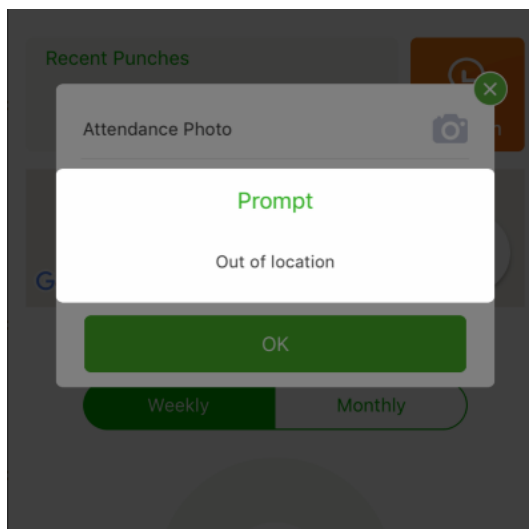 Recent Punches
Attendance Photo
Prompt
Out of location
OK
Weekly
Monthly